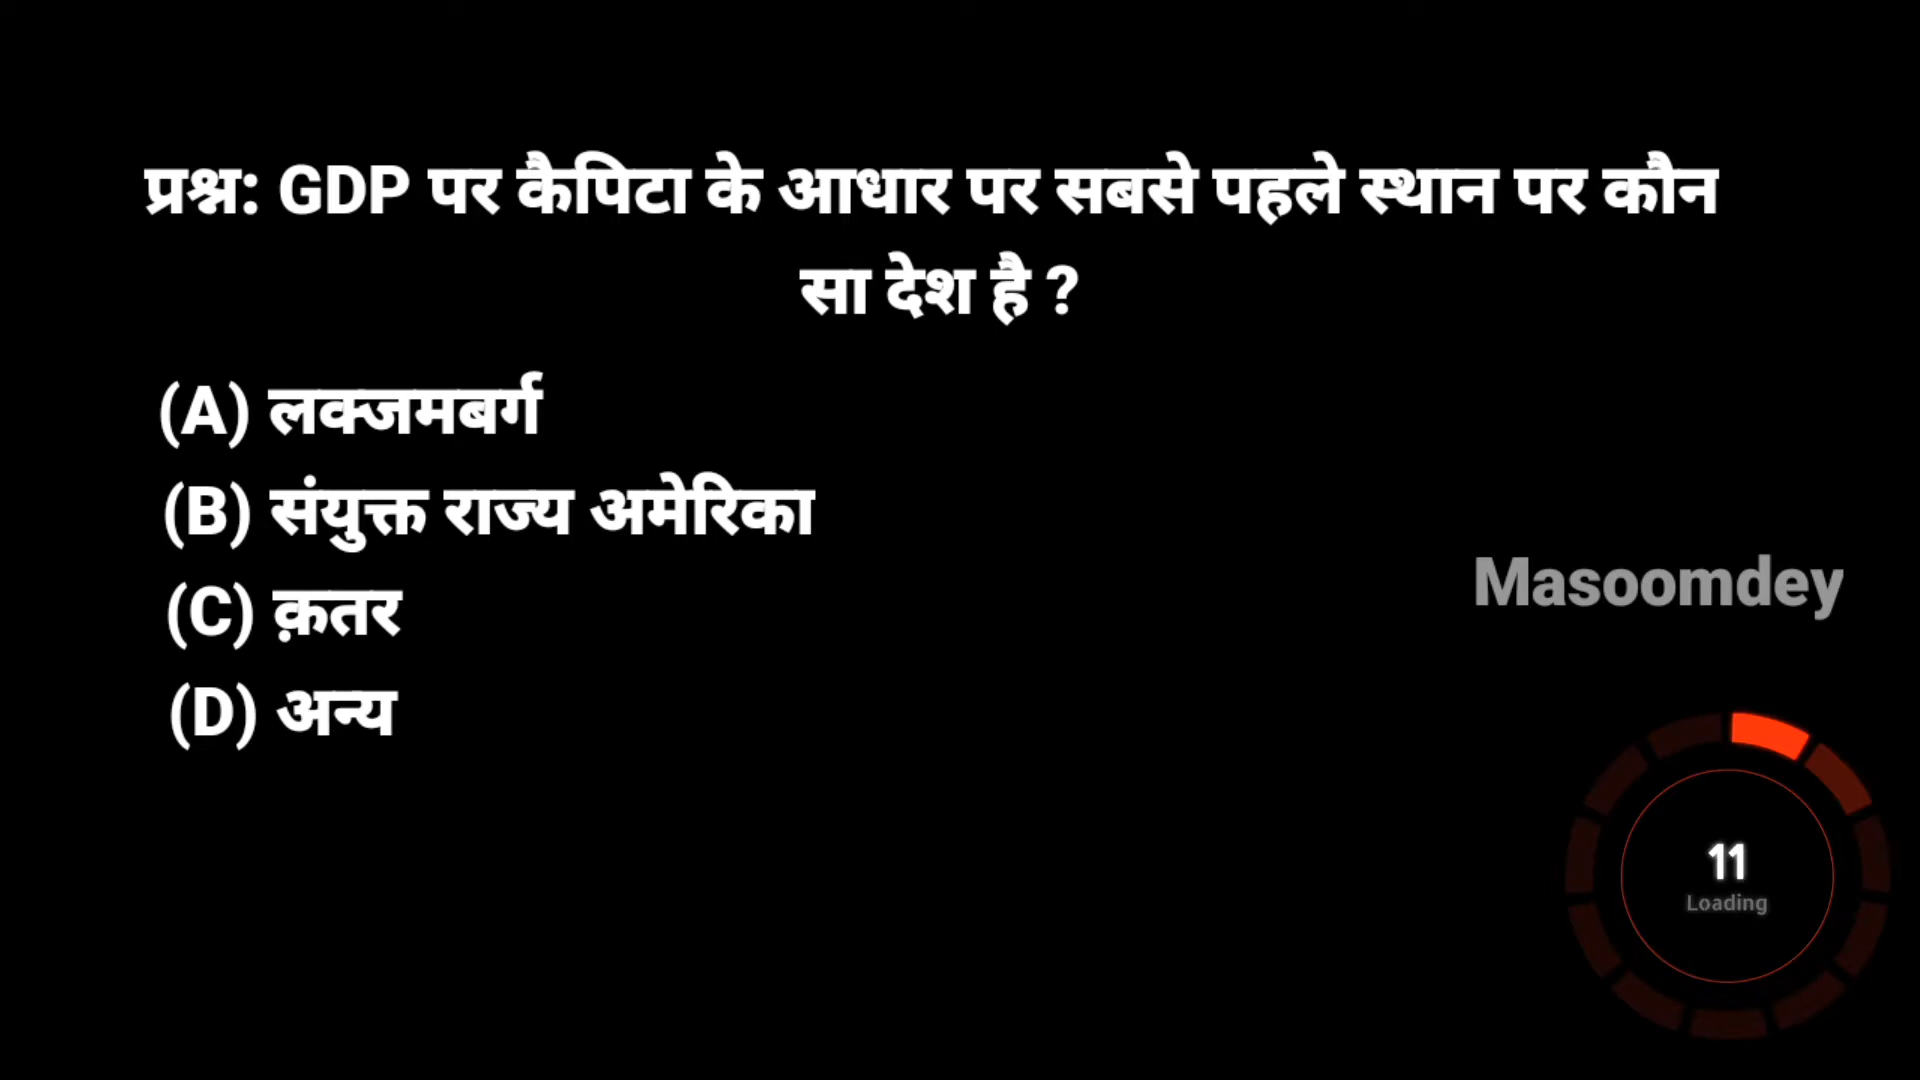 प्रश्न: GDP पर कैपिटा के आधार पर सबसे पहले स्थान पर कौन
सा देश है ?
(A) लक्जमबर्ग
(B) संयुक्त राज्य अमेरिका
(C) क़तर
(D) अन्य
Masoomdey
11
Loading